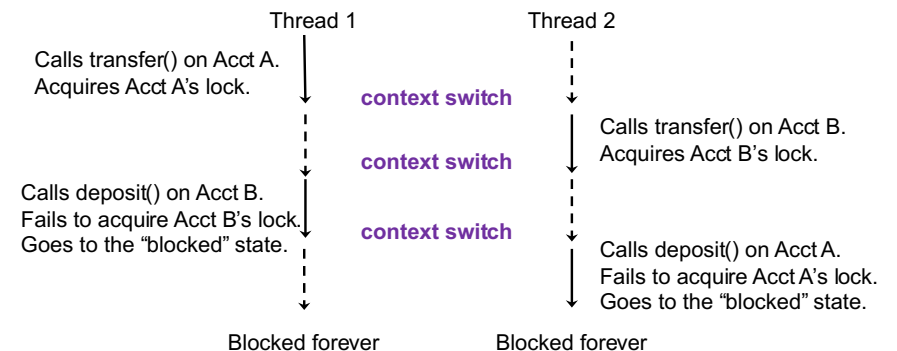 Thread 1
Thread 2
Calls transfer() on Acct A.
Acquires Acct A’s lock.
context switch
Calls transfer() on Acct B.
Acquires Acct B’s lock.
context switch
Calls deposit() on Acct B.
Fails to acquire Acct B’s lock.
Goes to the “blocked” state.
context switch
Calls deposit() on Acct A.
Fails to acquire Acct A’s lock.
Goes to the “blocked” state.
Blocked forever
Blocked forever